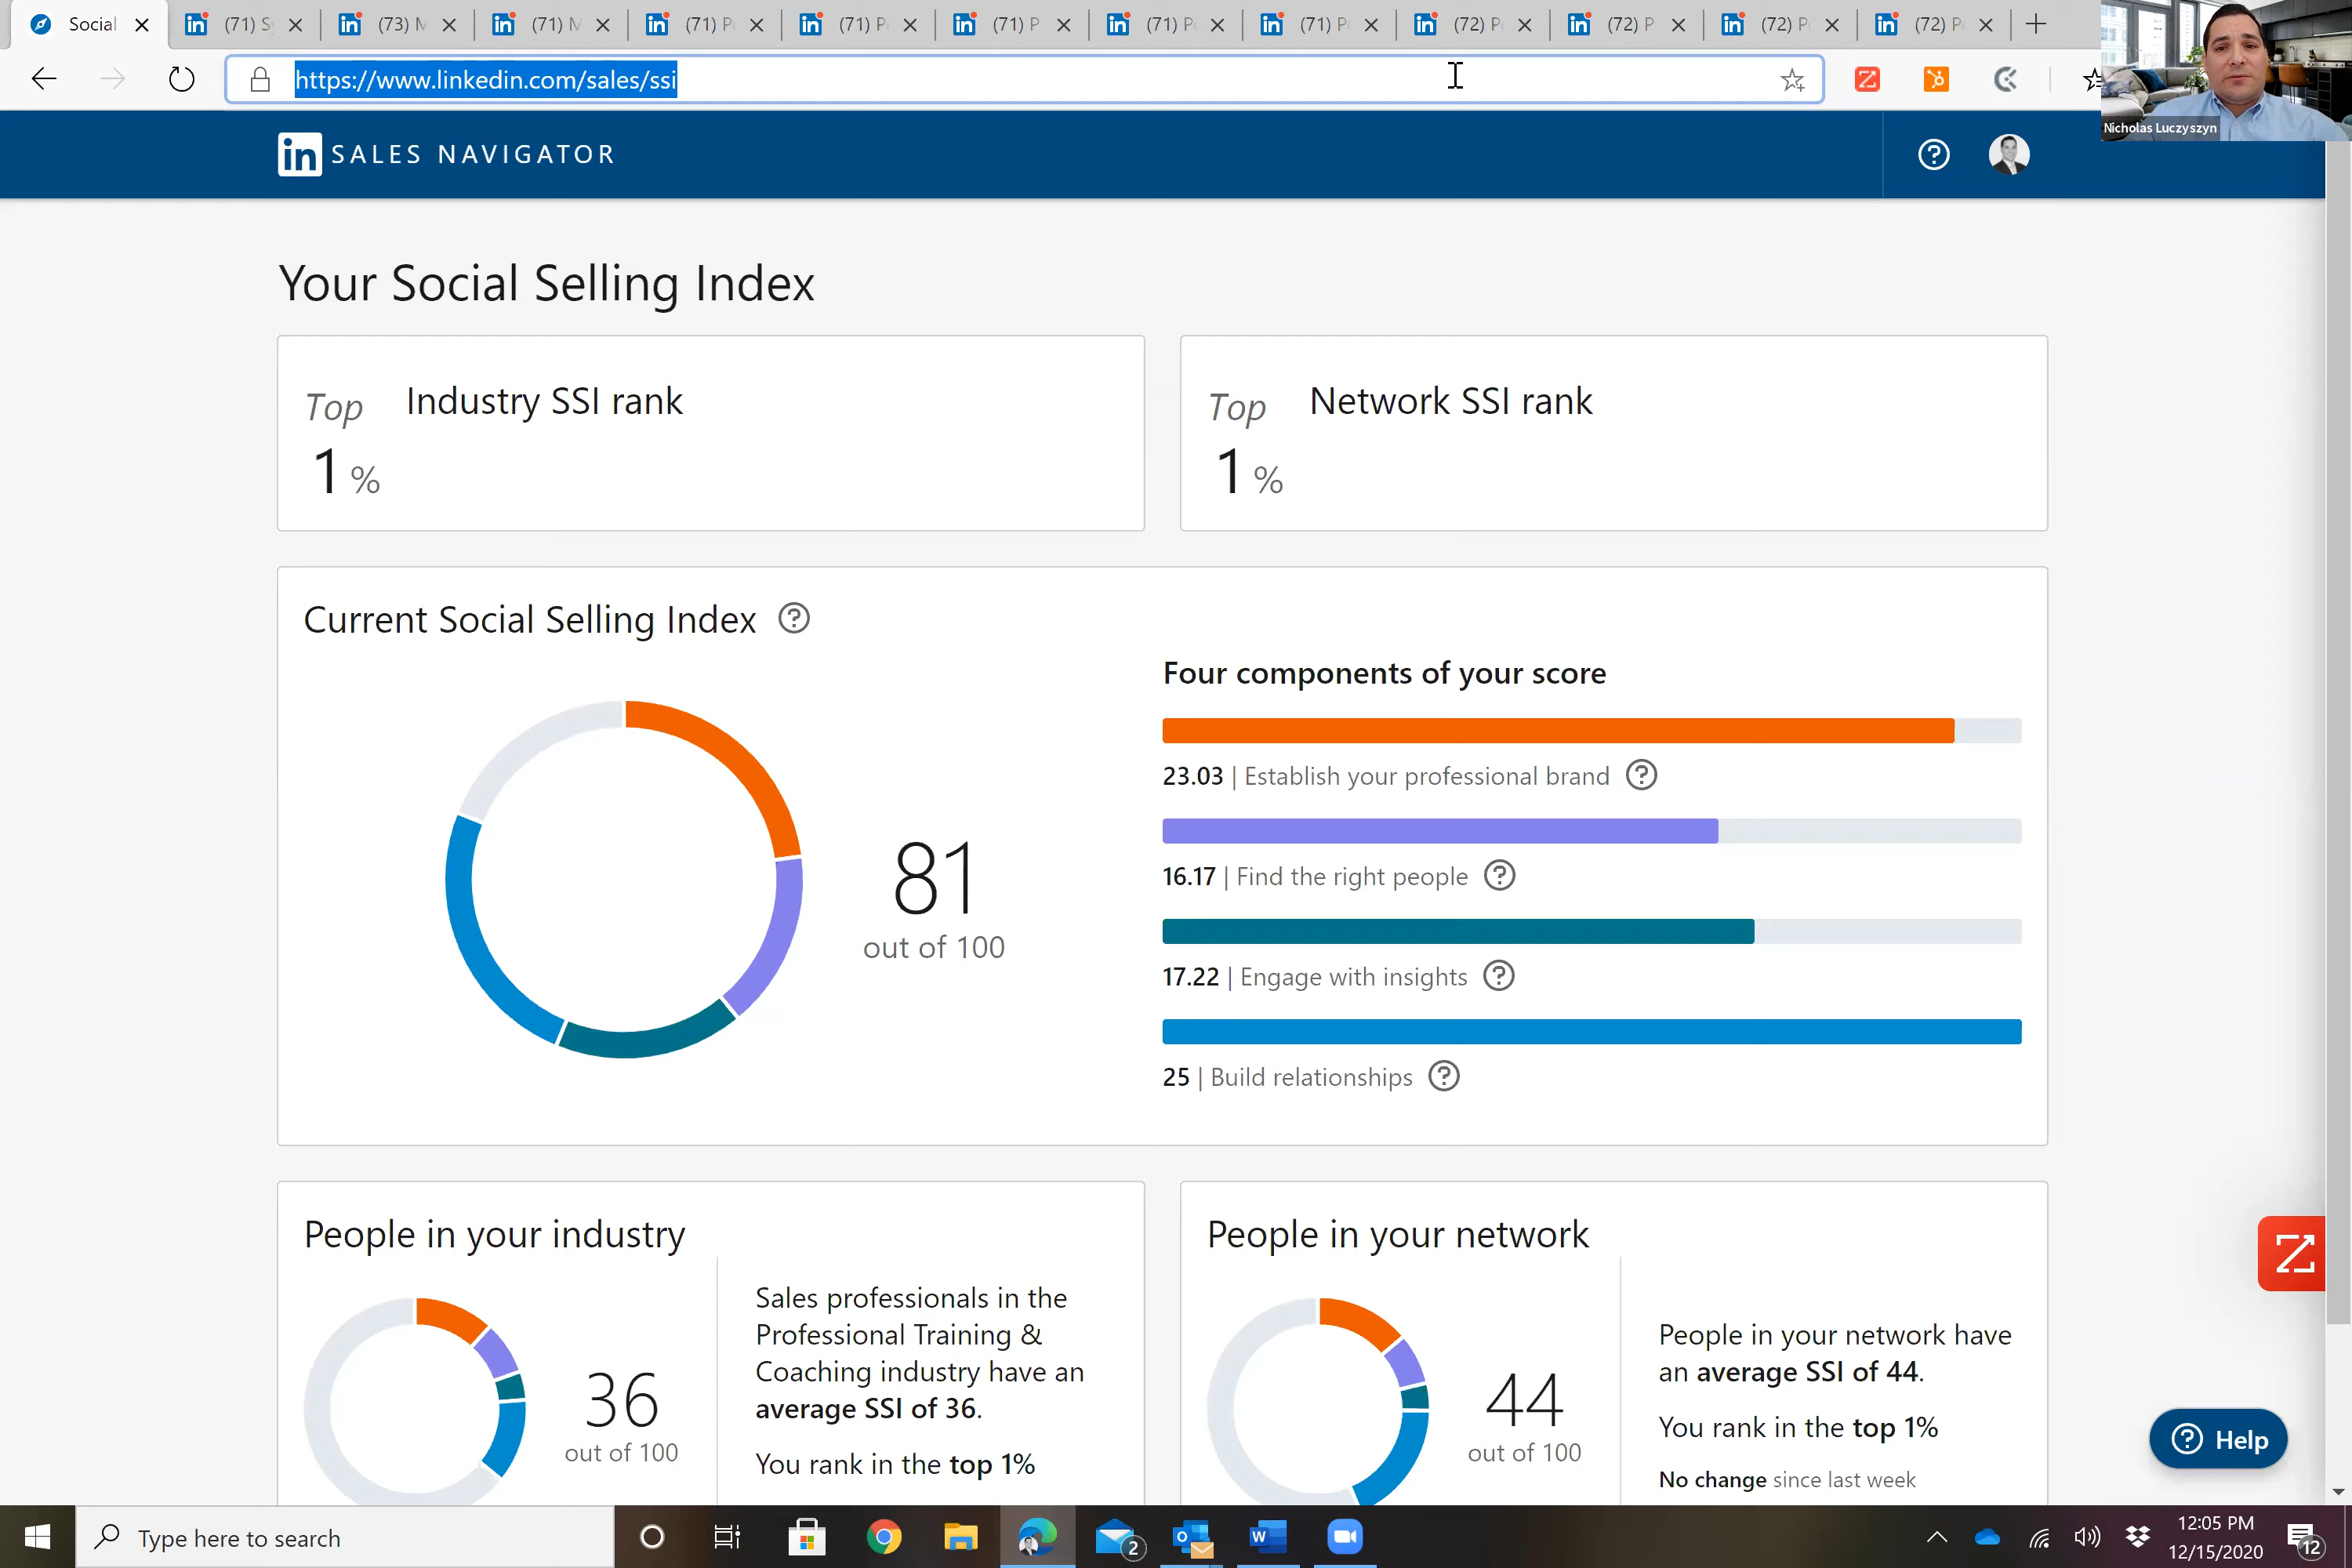 Social
(71) S
(73) M
(71) M
(71) P
(71) P
(71) P
(71) P
(71) P
(72) P
(72) P
(72) P
(72) P
https://www.linkedin.com/sales/ssi
Nicholas Luczyszyn
in SALES NAVIGATOR
Your Social Selling Index
Top
1 %
Industry SSI rank
Top
1 %
Network SSI rank
Current Social Selling Index
81
out of 100
Four components of your score
23.03 | Establish your professional brand
16.17 | Find the right people
17.22 | Engage with insights
25 | Build relationships
People in your industry
36
out of 100
Sales professionals in the
Professional Training &
Coaching industry have an
average SSI of 36.
You rank in the top 1%
People in your network
44
out of 100
People in your network have
an average SSI of 44.
You rank in the top 1%
No change since last week
Help
Type here to search
2
12:05 PM
12/15/2020
12